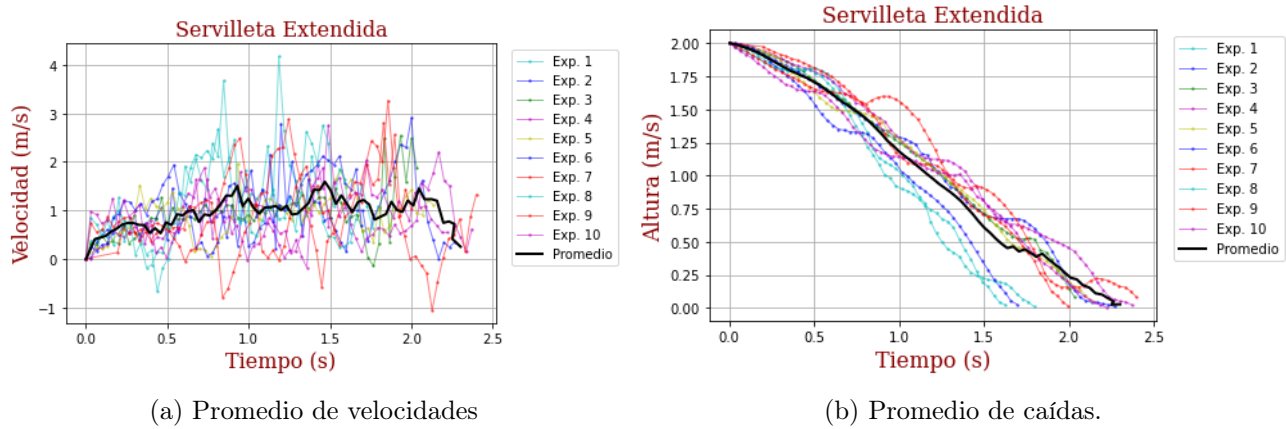 Servilleta Extendida
Velocidad (m/s)
4
3
2
1
0
−1
0.0 0.5 1.0 1.5 2.0 2.5
Tiempo (s)
Exp. 1
Exp. 2
Exp. 3
Exp. 4
Exp. 5
Exp. 6
Exp. 7
Exp. 8
Exp. 9
Exp. 10
Promedio
(a) Promedio de velocidades
Servilleta Extendida
Altura (m/s)
2.00
1.75
1.50
1.25
1.00
0.75
0.50
0.25
0.00
0.0 0.5 1.0 1.5 2.0 2.5
Tiempo (s)
Exp. 1
Exp. 2
Exp. 3
Exp. 4
Exp. 5
Exp. 6
Exp. 7
Exp. 8
Exp. 9
Exp. 10
Promedio
(b) Promedio de caídas.